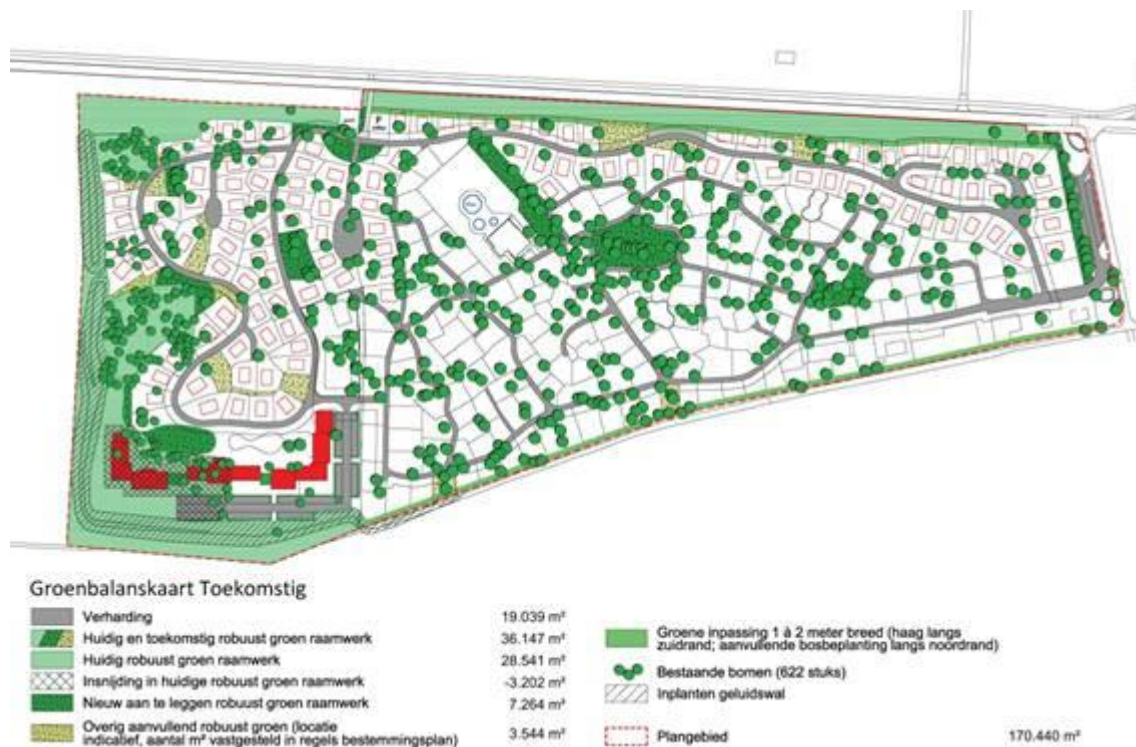 P
Groenbalanskaart Toekomstig
Verharding 19.039 m²
Huidig en toekomstig robuust groen raamwerk 36.147 m²
Huidig robuust groen raamwerk 28.541 m²
Insnijding in huidige robuust groen raamwerk -3.202 m²
Nieuw aan te leggen robuust groen raamwerk 7.264 m²
Overig aanvullend robuust groen (locatie
indicatief, aantal m² vastgesteld in regels bestemmingsplan) 3.544 m²
Groene inpassing 1 à 2 meter breed (haag langs
zuidrand; aanvullende bosbeplanting langs noordrand)
Bestaande bomen (622 stuks)
Inplanten geluidswal
Plangebied 170.440 m²